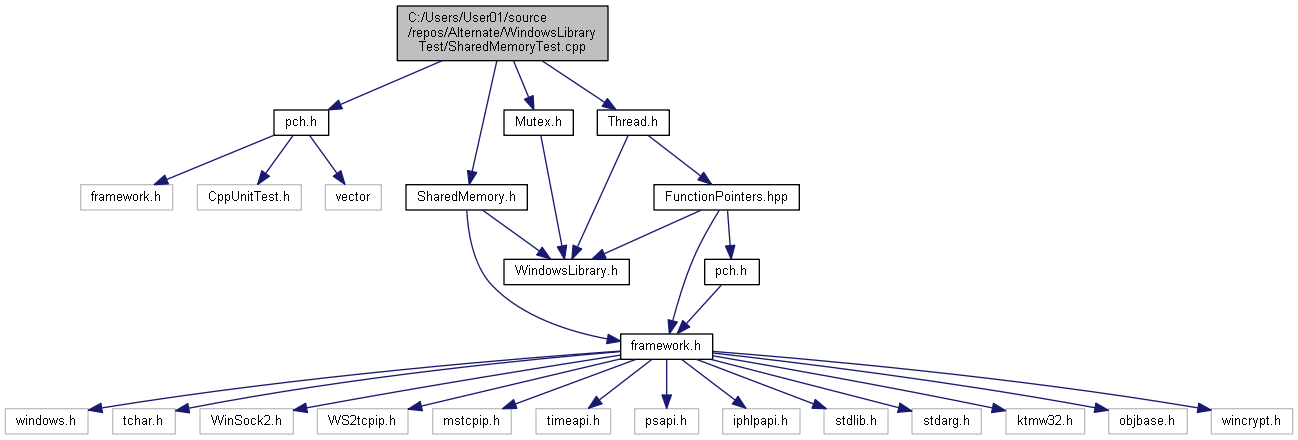 C:/Users/User01/source
/repos/Alternate/WindowsLibrary
Test/SharedMemoryTest.cpp
pch.h
Mutex.h
Thread.h
framework.h
CppUnitTest.h
vector
SharedMemory.h
FunctionPointers.hpp
WindowsLibrary.h
pch.h
framework.h
windows.h
tchar.h
WinSock2.h
WS2tcpip.h
mstcpip.h
timeapi.h
psapi.h
iphlpapi.h
stdlib.h
stdarg.h
ktmw32.h
objbase.h
wincrypt.h